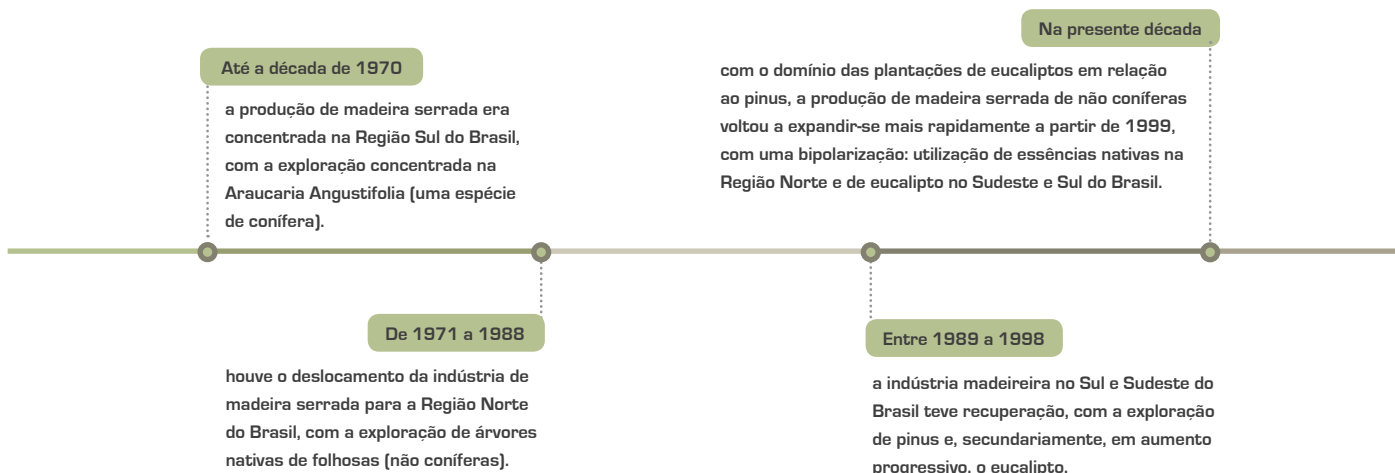 Até a década de 1970
a produção de madeira serrada era
concentrada na Região Sul do Brasil,
com a exploração concentrada na
Araucaria Angustifolia (uma espécie
de conífera).
De 1971 a 1988
houve o deslocamento da indústria de
madeira serrada para a Região Norte
do Brasil, com a exploração de árvores
nativas de folhosas (não coníferas).
Entre 1989 a 1998
a indústria madeireira no Sul e Sudeste do
Brasil teve recuperação, com a exploração
de pinus e, secundariamente, em aumento
progressivo, o eucalipto.
Na presente década
com o domínio das plantações de eucaliptos em relação
ao pinus, a produção de madeira serrada de não coníferas
voltou a expandir-se mais rapidamente a partir de 1999,
com uma bipolarização: utilização de essências nativas na
Região Norte e de eucalipto no Sudeste e Sul do Brasil.